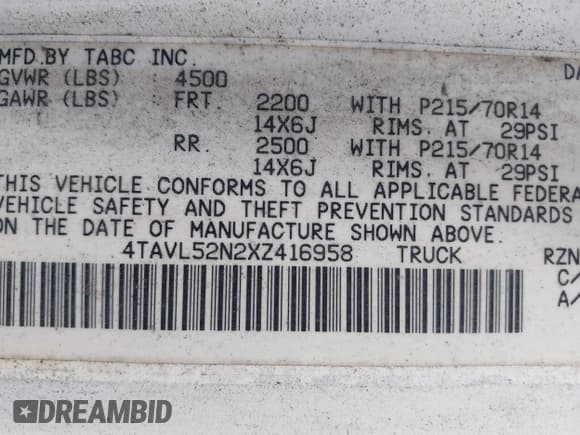 MFD.BY TABC INC. DA
GVWR (LBS) 4500
GAWR (LBS) FRT. 2200 WITH P215/70R14
14X6J RIMS. AT 29PSI
RR. 2500 WITH P215/70R14
14X6J RIMS. AT 29PSI
THIS VEHICLE CONFORMS TO ALL APPLICABLE FEDERA
VEHICLE SAFETY AND THEFT PREVENTION STANDARDS
ON THE DATE OF MANUFACTURE SHOWN ABOVE.
4TAVL52N2XZ416958 TRUCK RZN
C/
A/
DREAMBID